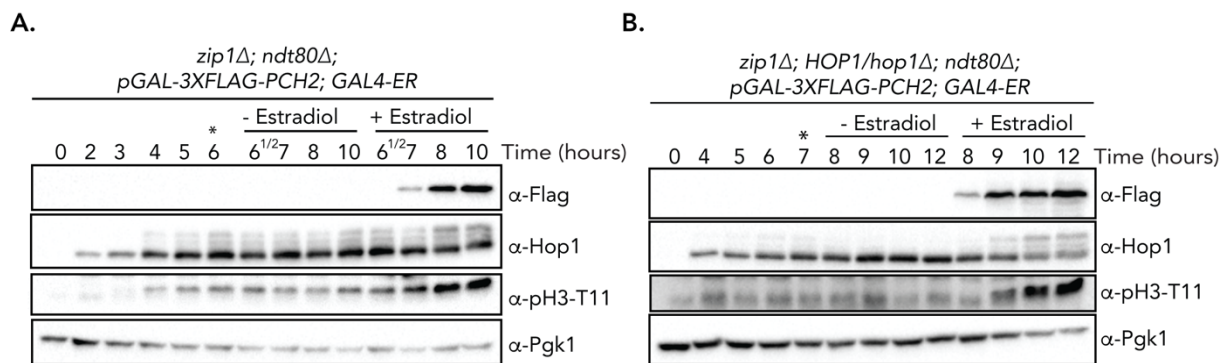 A.
zip1Δ; ndt80Δ;
pGAL-3XFLAG-PCH2; GAL4-ER
- Estradiol + Estradiol
*
0 2 3 4 5 6 6^1/2 7 8 10 6^1/2 7 8 10 Time (hours)
α-Flag
α-Hop1
α-pH3-T11
α-Pgk1
B.
zip1Δ; HOP1/hop1Δ; ndt80Δ;
pGAL-3XFLAG-PCH2; GAL4-ER
- Estradiol + Estradiol
*
0 4 5 6 7 8 9 10 12 8 9 10 12 Time (hours)
α-Flag
α-Hop1
α-pH3-T11
α-Pgk1